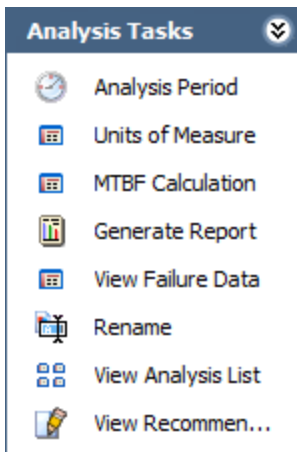 Analysis Tasks
Analysis Period
Units of Measure
MTBF Calculation
Generate Report
View Failure Data
Rename
View Analysis List
View Recommen...